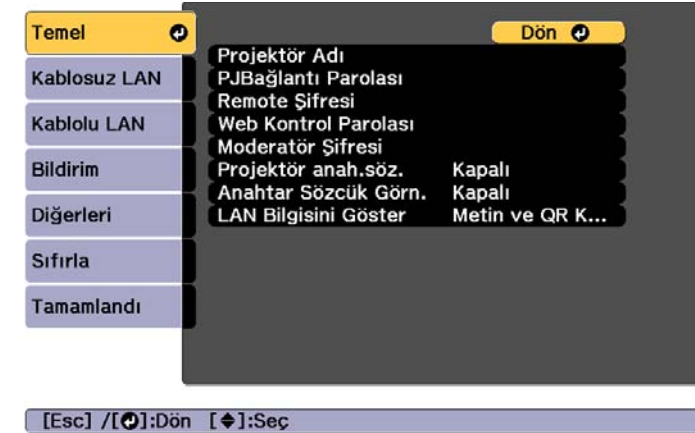 Temel
Kablosuz LAN
Kablolu LAN
Bildirim
Diğerleri
Sıfırla
Tamamlandı
Dön
Projektör Adı
PJBağlantı Parolası
Remote Şifresi
Web Kontrol Parolası
Moderatör Şifresi
Projektör anah.söz. Kapalı
Anahtar Sözcük Görn. Kapalı
LAN Bilgisini Göster Metin ve QR K...
[Esc] /[⏎]:Dön [◆]:Seç